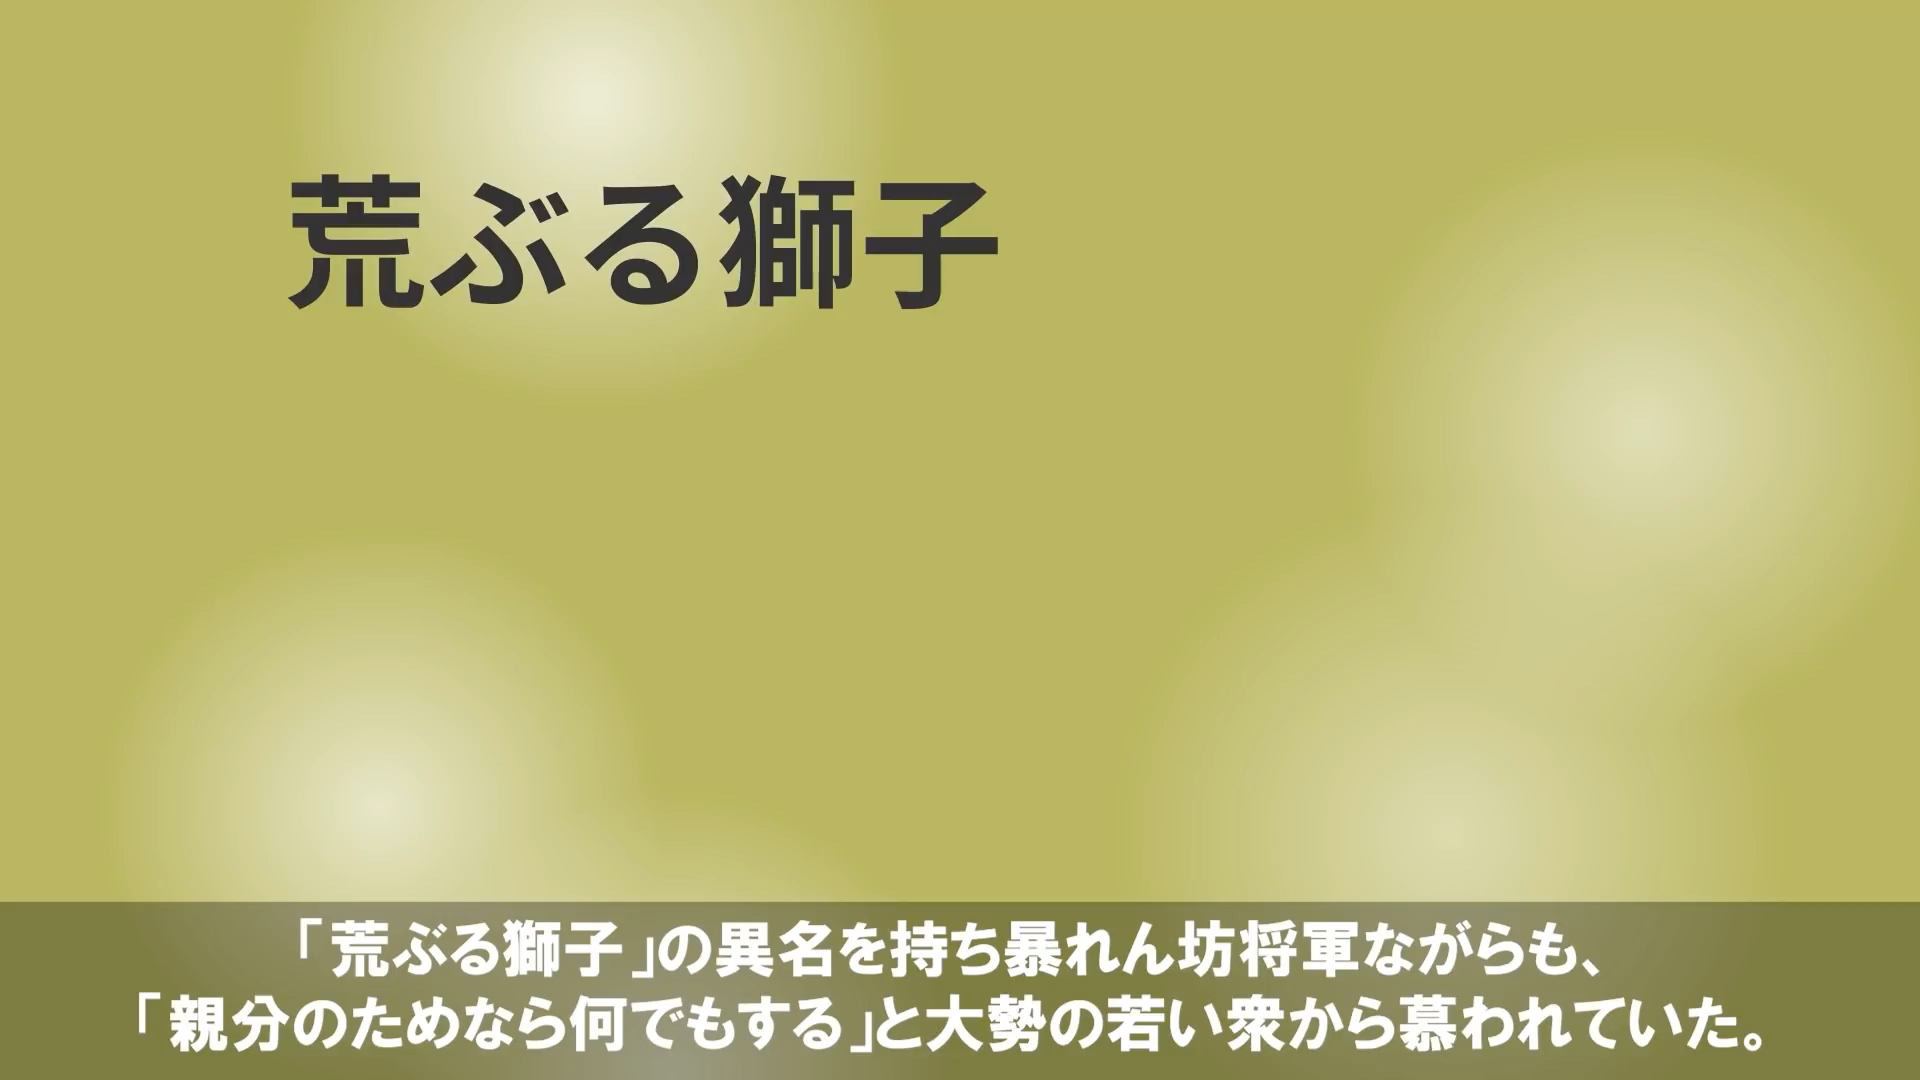 荒ぶる獅子
「荒ぶる獅子」の異名を持ち暴れん坊将軍ながらも、
「親分のためなら何でもする」と大勢の若い衆から慕われていた。